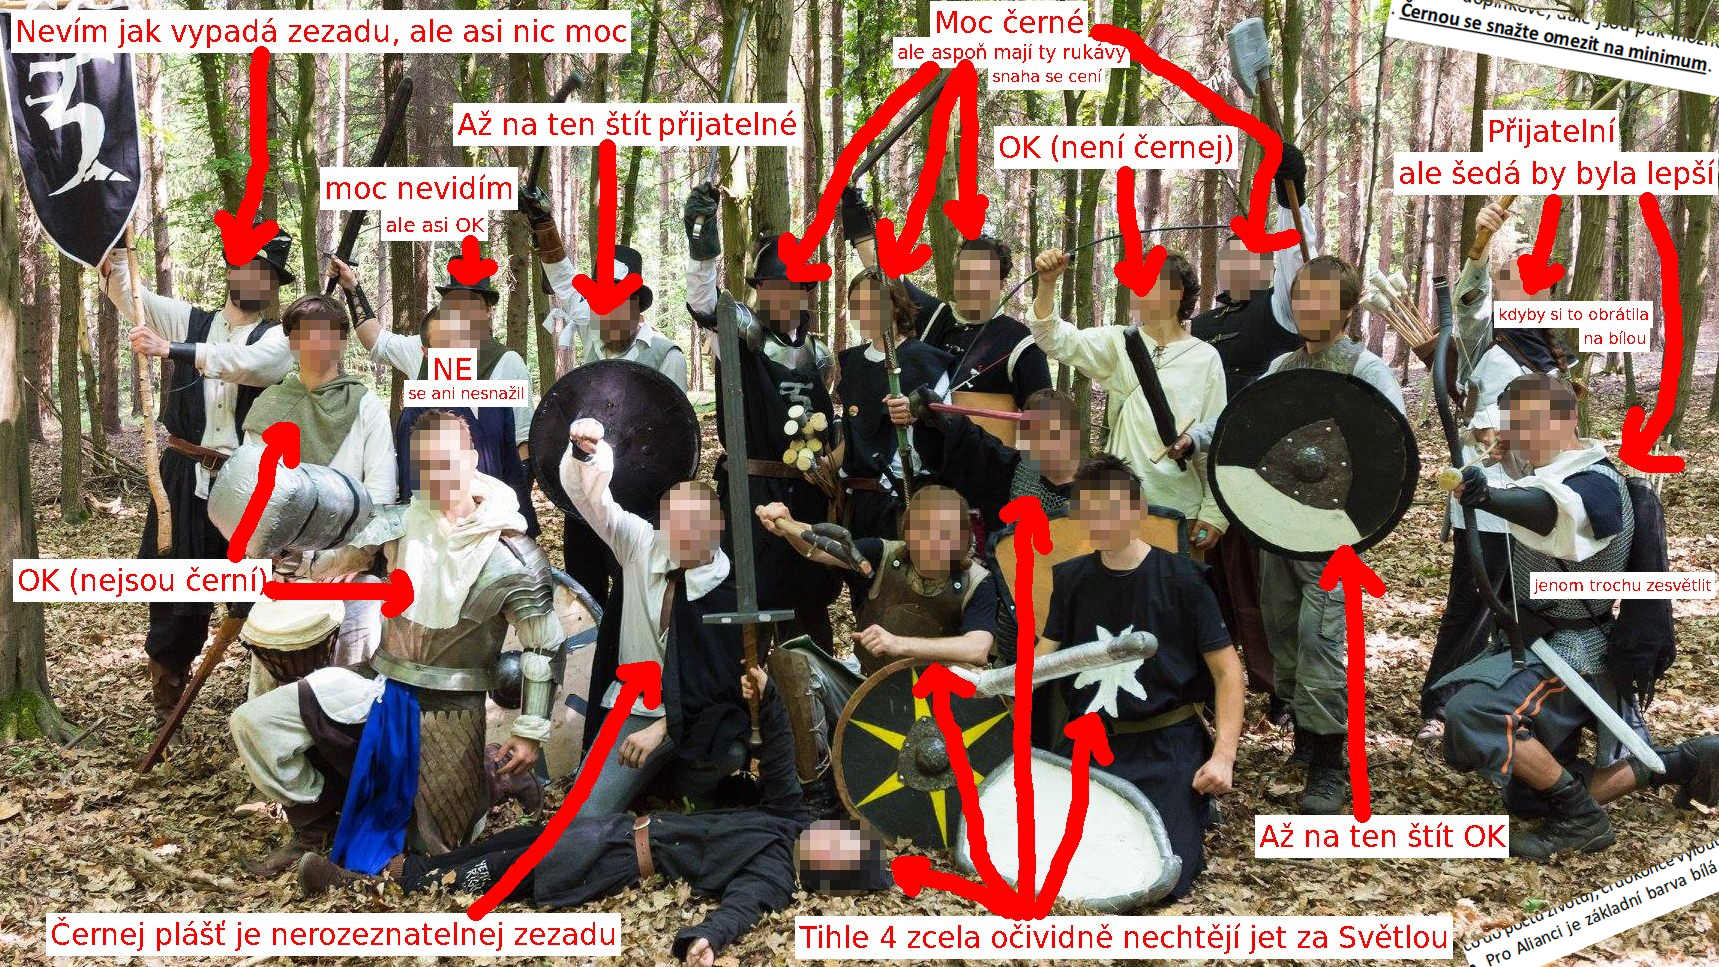 Nevím jak vypadá zezadu, ale asi nic moc
Moc černé
ale aspoň mají ty rukávy
snaha se cení
. Černou se snažte omezit na minimum.
Až na ten štít přijatelné
OK (není černej)
Přijatelní
ale šedá by byla lepší
moc nevidím
ale asi OK
kdyby si to obrátila
na bílou
NE
se ani nesnažil
OK (nejsou černí)
jenom trochu zesvětlit
Až na ten štít OK
Černej plášť je nerozeznatelnej zezadu
Tihle 4 zcela očividně nechtějí jet za Světlou
Pro Alianci je základní barva bílá